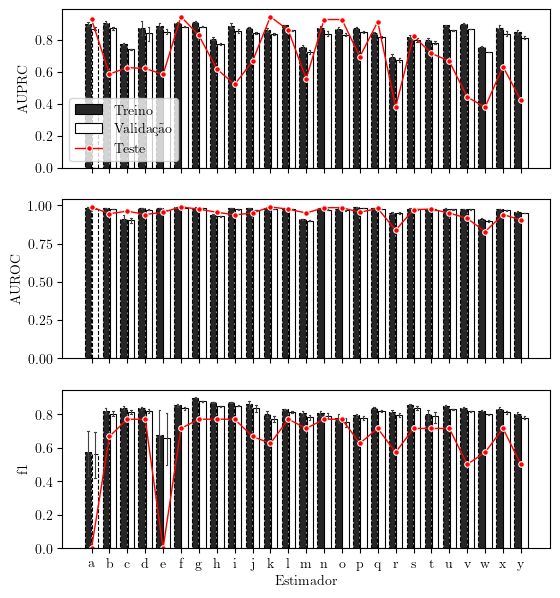 0.8
0.6
0.4
0.2
0.0
AUPRC
Treino
Validação
Teste
1.00
0.75
0.50
0.25
0.00
AUROC
0.8
0.6
0.4
0.2
0.0
f1
a b c d e f g h i j k l m n o p q r s t u v w x y
Estimador